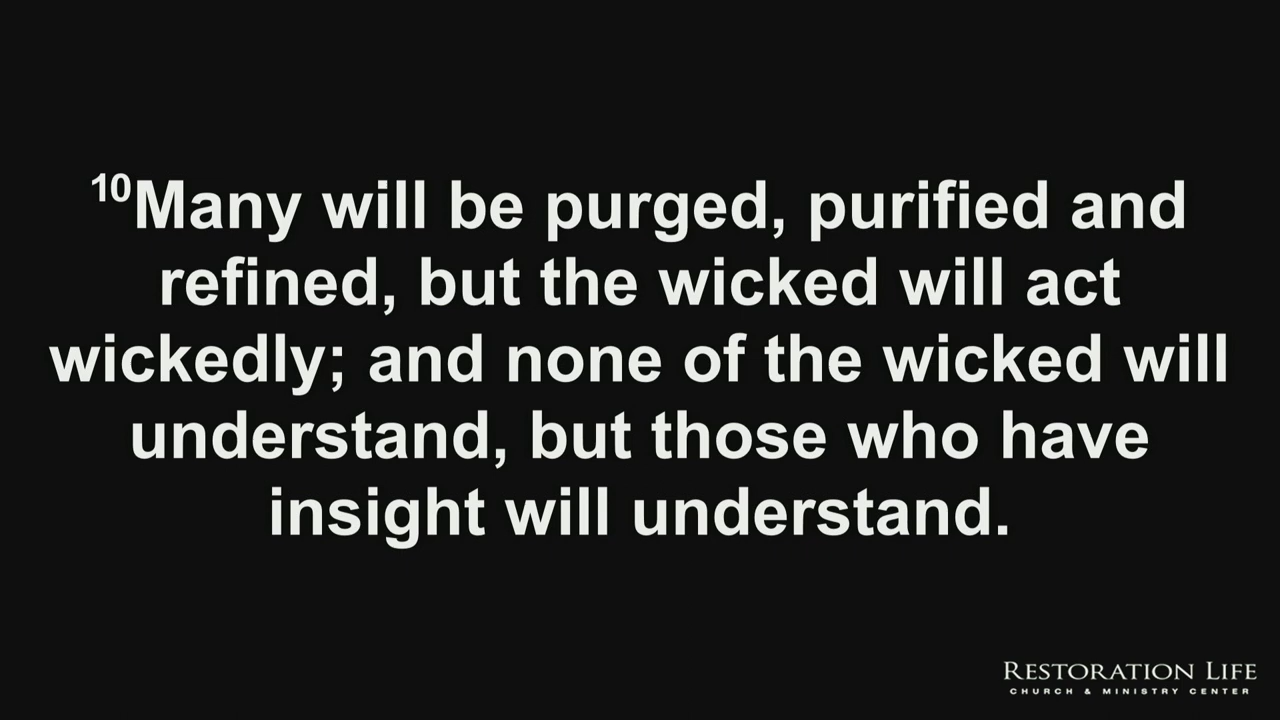 ¹⁰Many will be purged, purified and
refined, but the wicked will act
wickedly; and none of the wicked will
understand, but those who have
insight will understand.
RESTORATION LIFE
CHURCH & MINISTRY CENTER